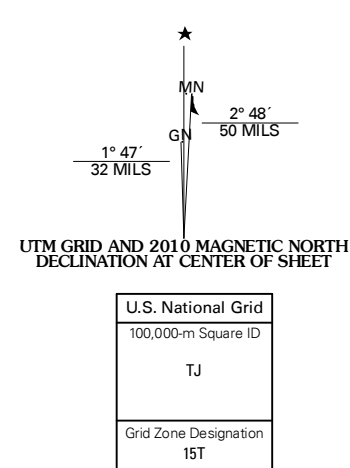 MN
2° 48´
50 MILS
GN
1° 47´
32 MILS
UTM GRID AND 2010 MAGNETIC NORTH
DECLINATION AT CENTER OF SHEET
U.S. National Grid
100,000-m Square ID
TJ
Grid Zone Designation
15T